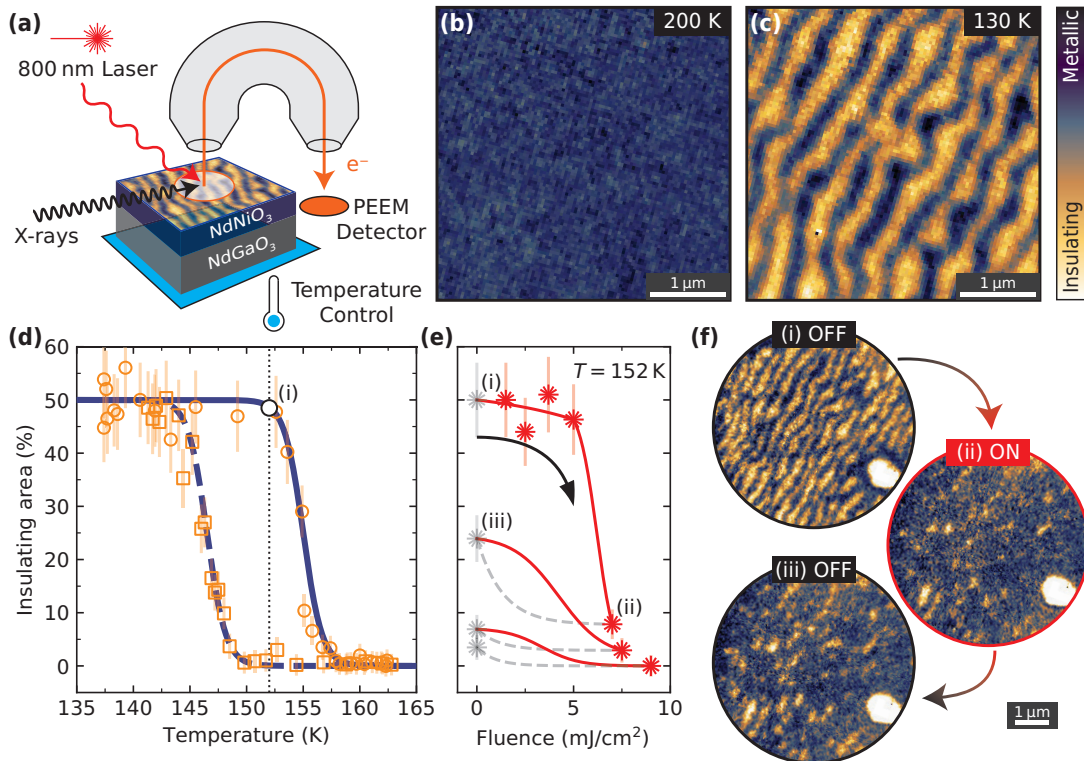 (a)
800 nm Laser
e⁻
X-rays
NdNiO₃
NdGaO₃
PEEM
Detector
Temperature
Control
(b)
200 K
1 µm
(c)
130 K
1 µm
Metallic
Insulating
(d)
Insulating area (%)
60
50
40
30
20
10
0
(i)
135 140 145 150 155 160 165
Temperature (K)
(e)
T = 152 K
(i)
(iii)
(ii)
0 5 10
Fluence (mJ/cm²)
(f)
(i) OFF
(ii) ON
(iii) OFF
1 µm